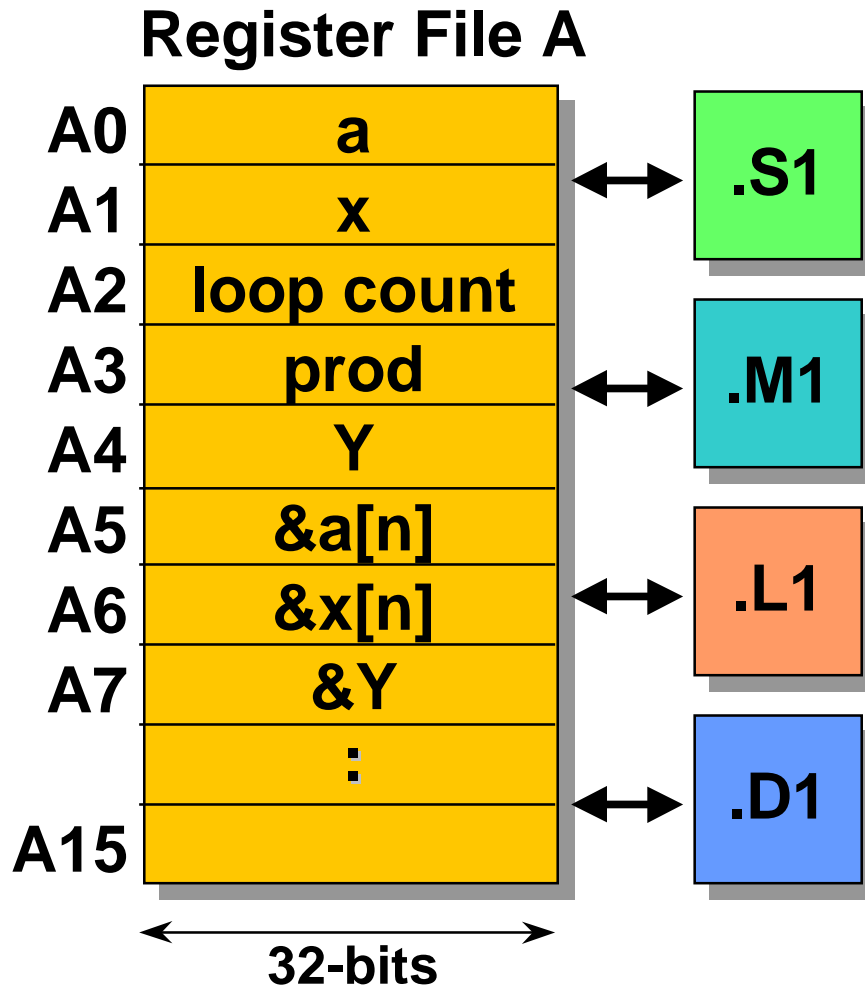 Register File A
A0 a
A1 x
A2 loop count
A3 prod
A4 Y
A5 &a[n]
A6 &x[n]
A7 &Y
:
A15
32-bits
.S1
.M1
.L1
.D1